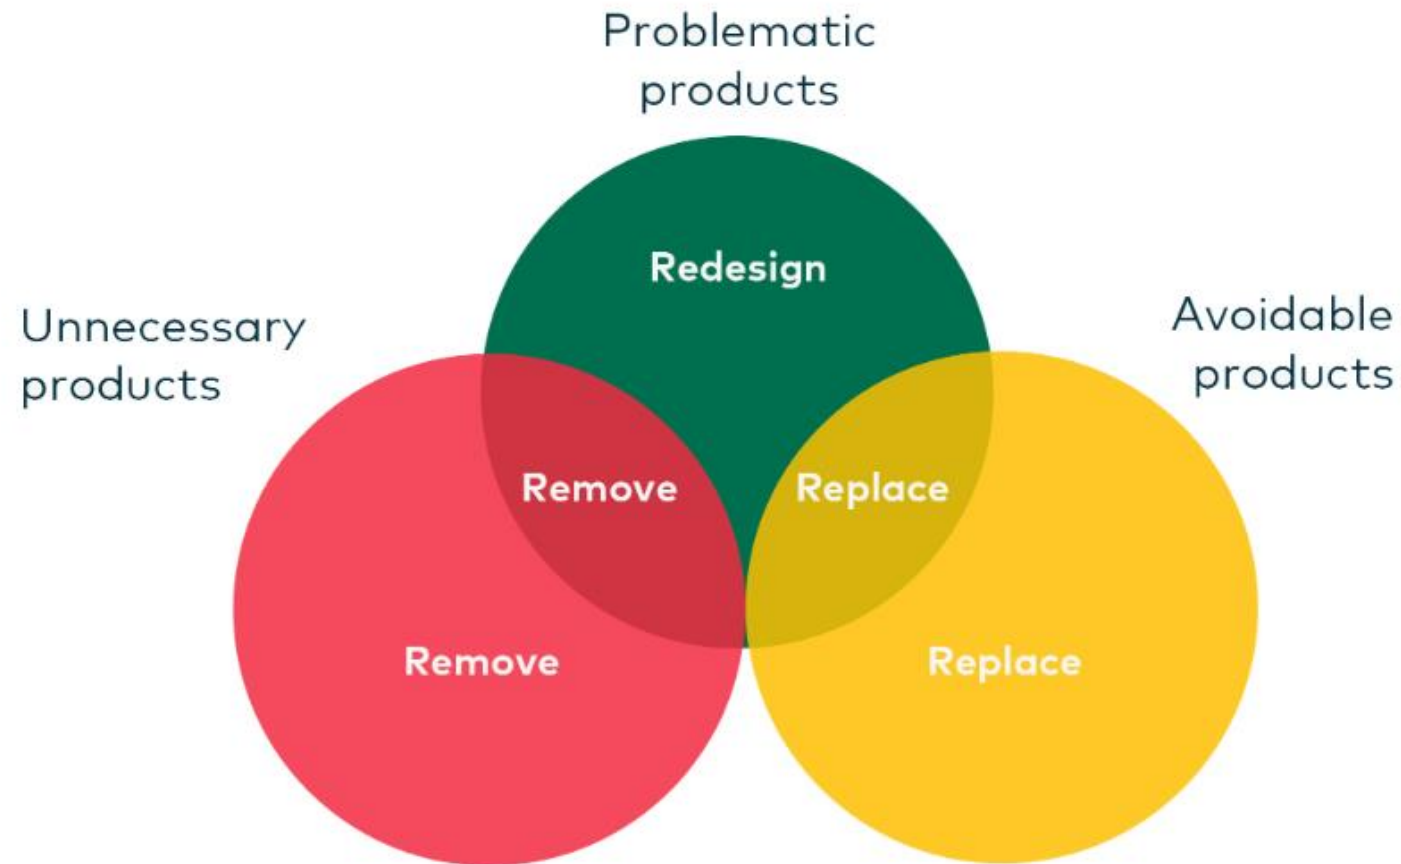 Problematic
products
Redesign
Unnecessary
products
Avoidable
products
Remove
Replace
Remove
Replace